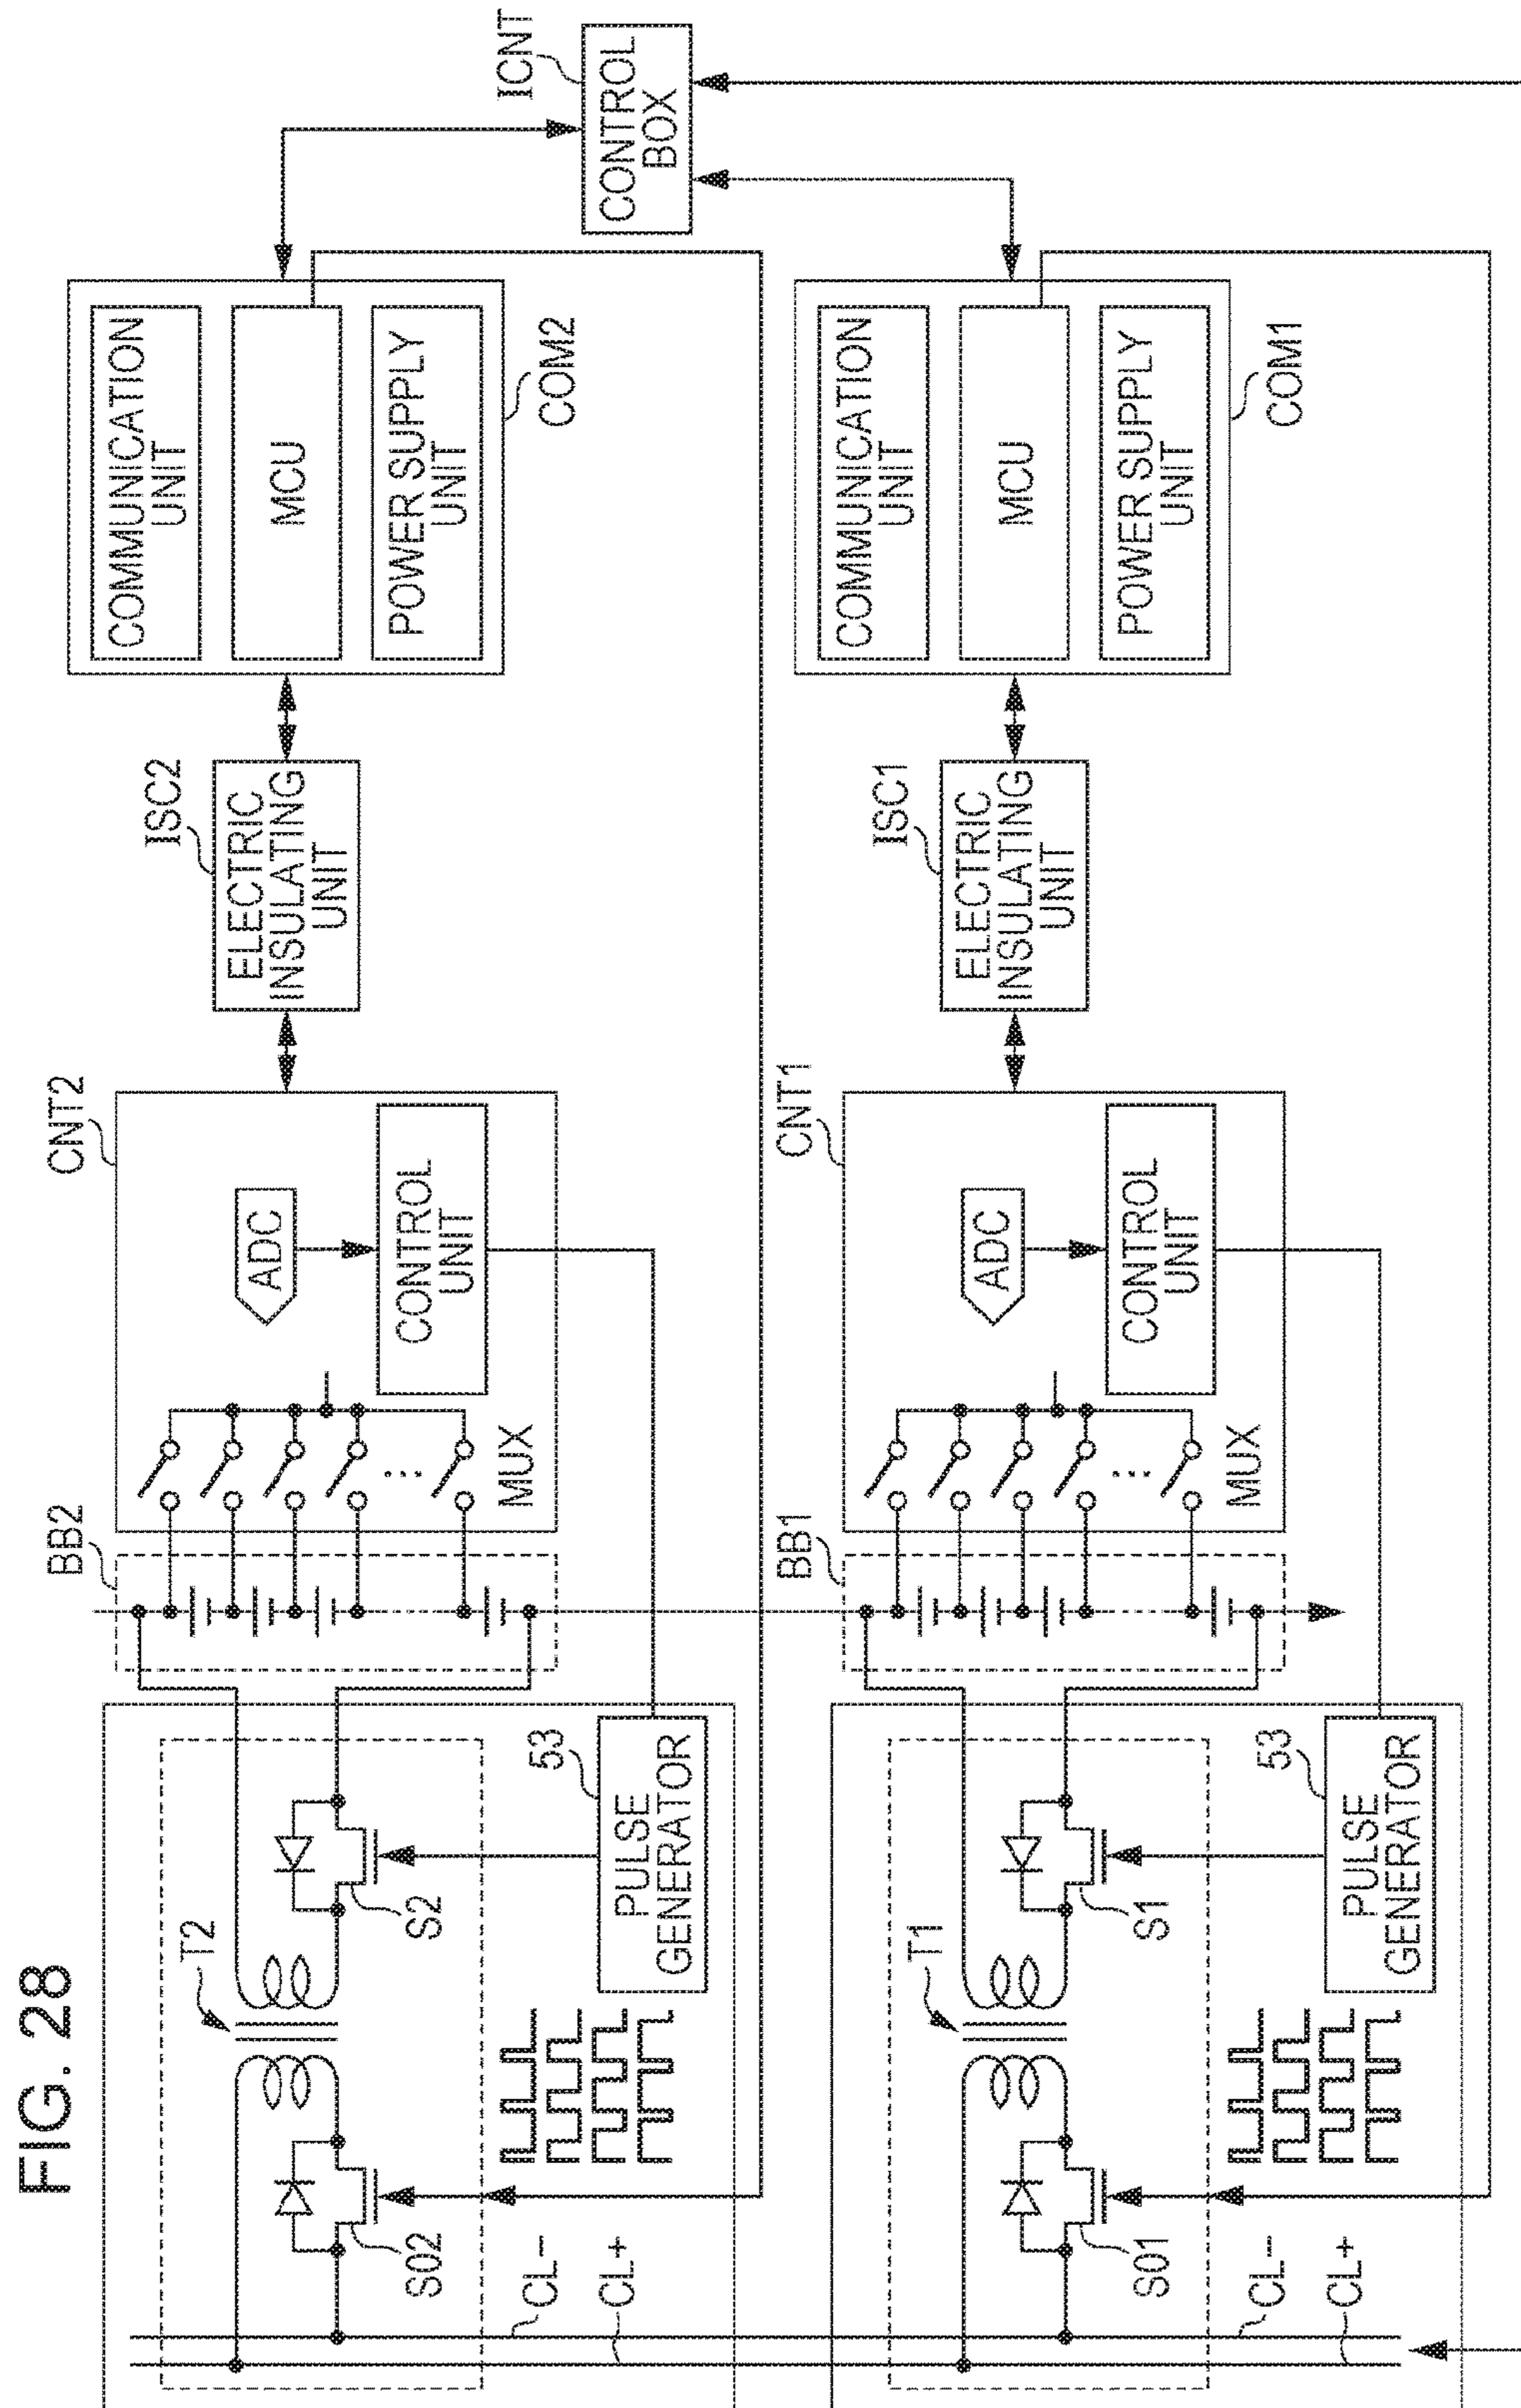 FIG. 28
T2
S02
S2
CL-
CL+
53
PULSE
GENERATOR
BB2
MUX
CNT2
ADC
CONTROL
UNIT
ISC2
ELECTRIC
INSULATING
UNIT
COMMUNICATION
UNIT
MCU
POWER SUPPLY
UNIT
COM2
ICNT
CONTROL
BOX
T1
S01
S1
CL-
CL+
53
PULSE
GENERATOR
BB1
MUX
CNT1
ADC
CONTROL
UNIT
ISC1
ELECTRIC
INSULATING
UNIT
COMMUNICATION
UNIT
MCU
POWER SUPPLY
UNIT
COM1